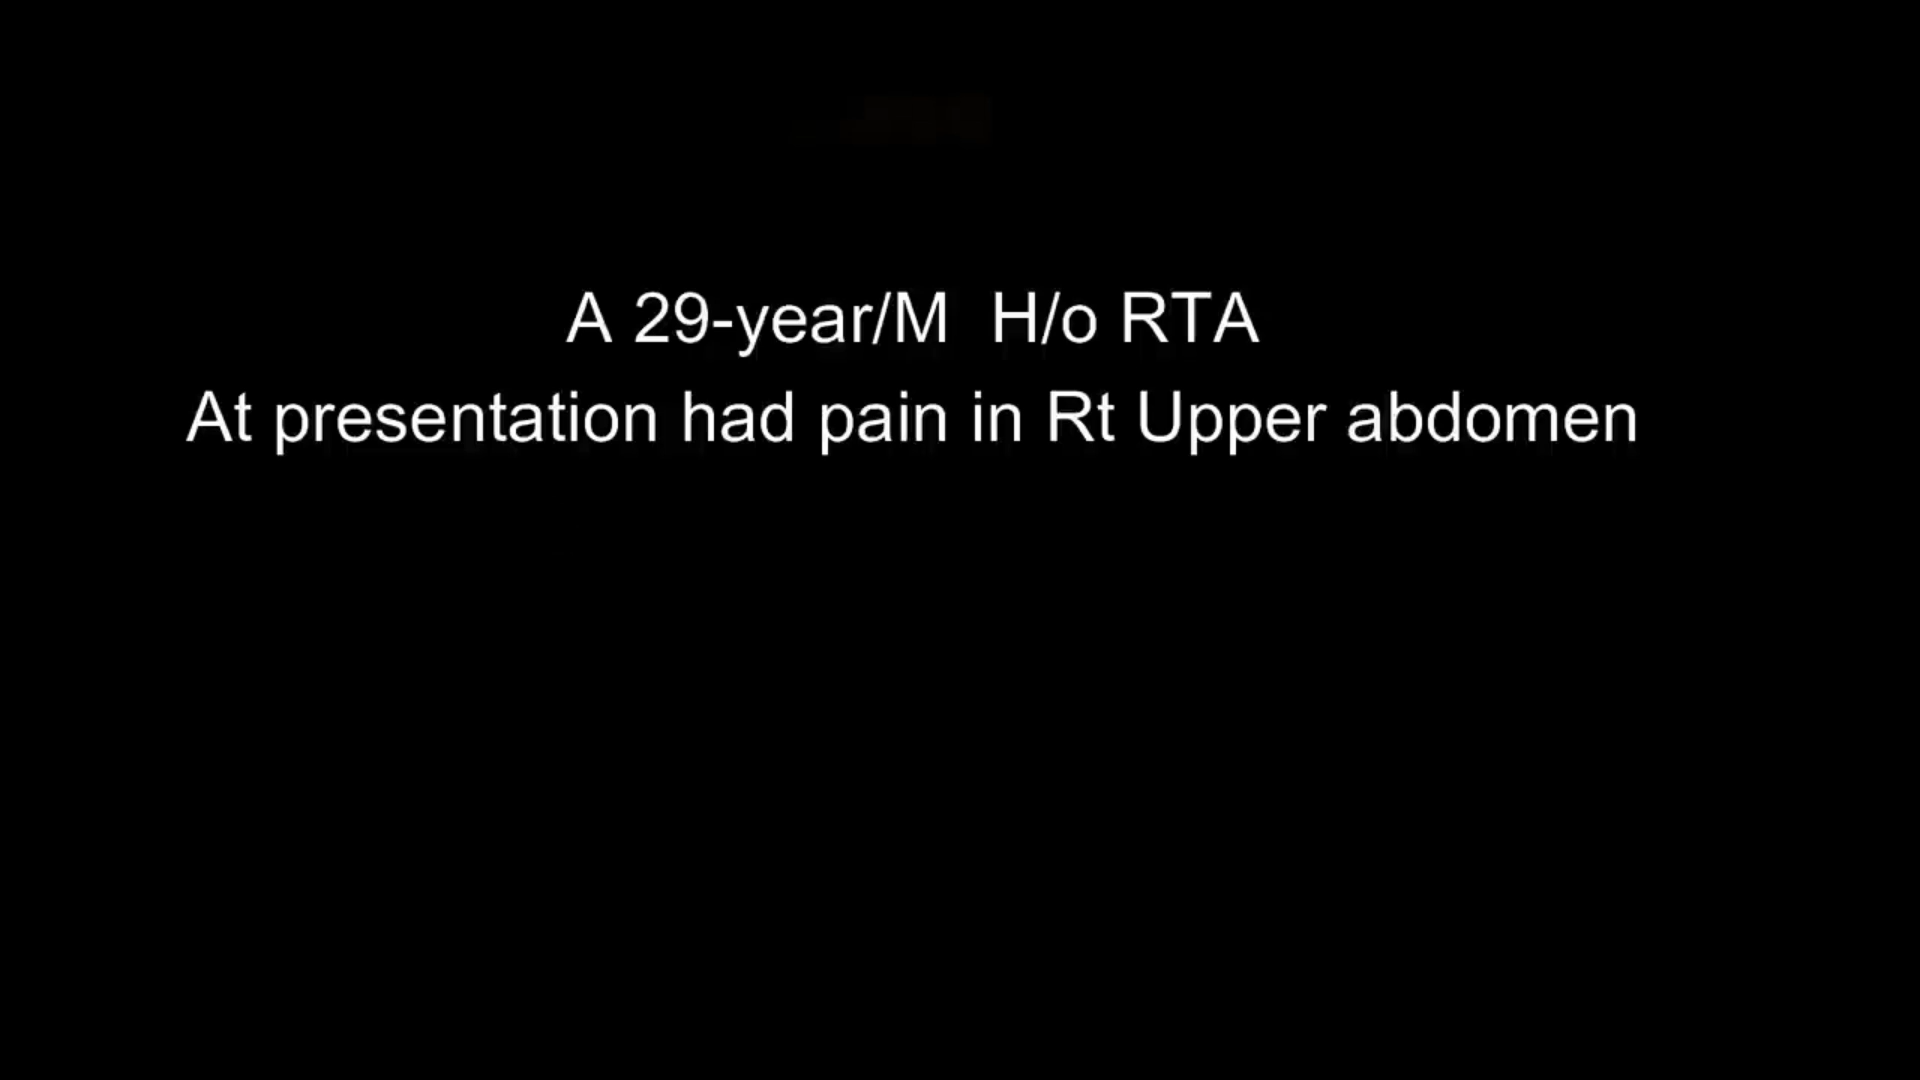 A 29-year/M  H/o RTA
At presentation had pain in Rt Upper abdomen